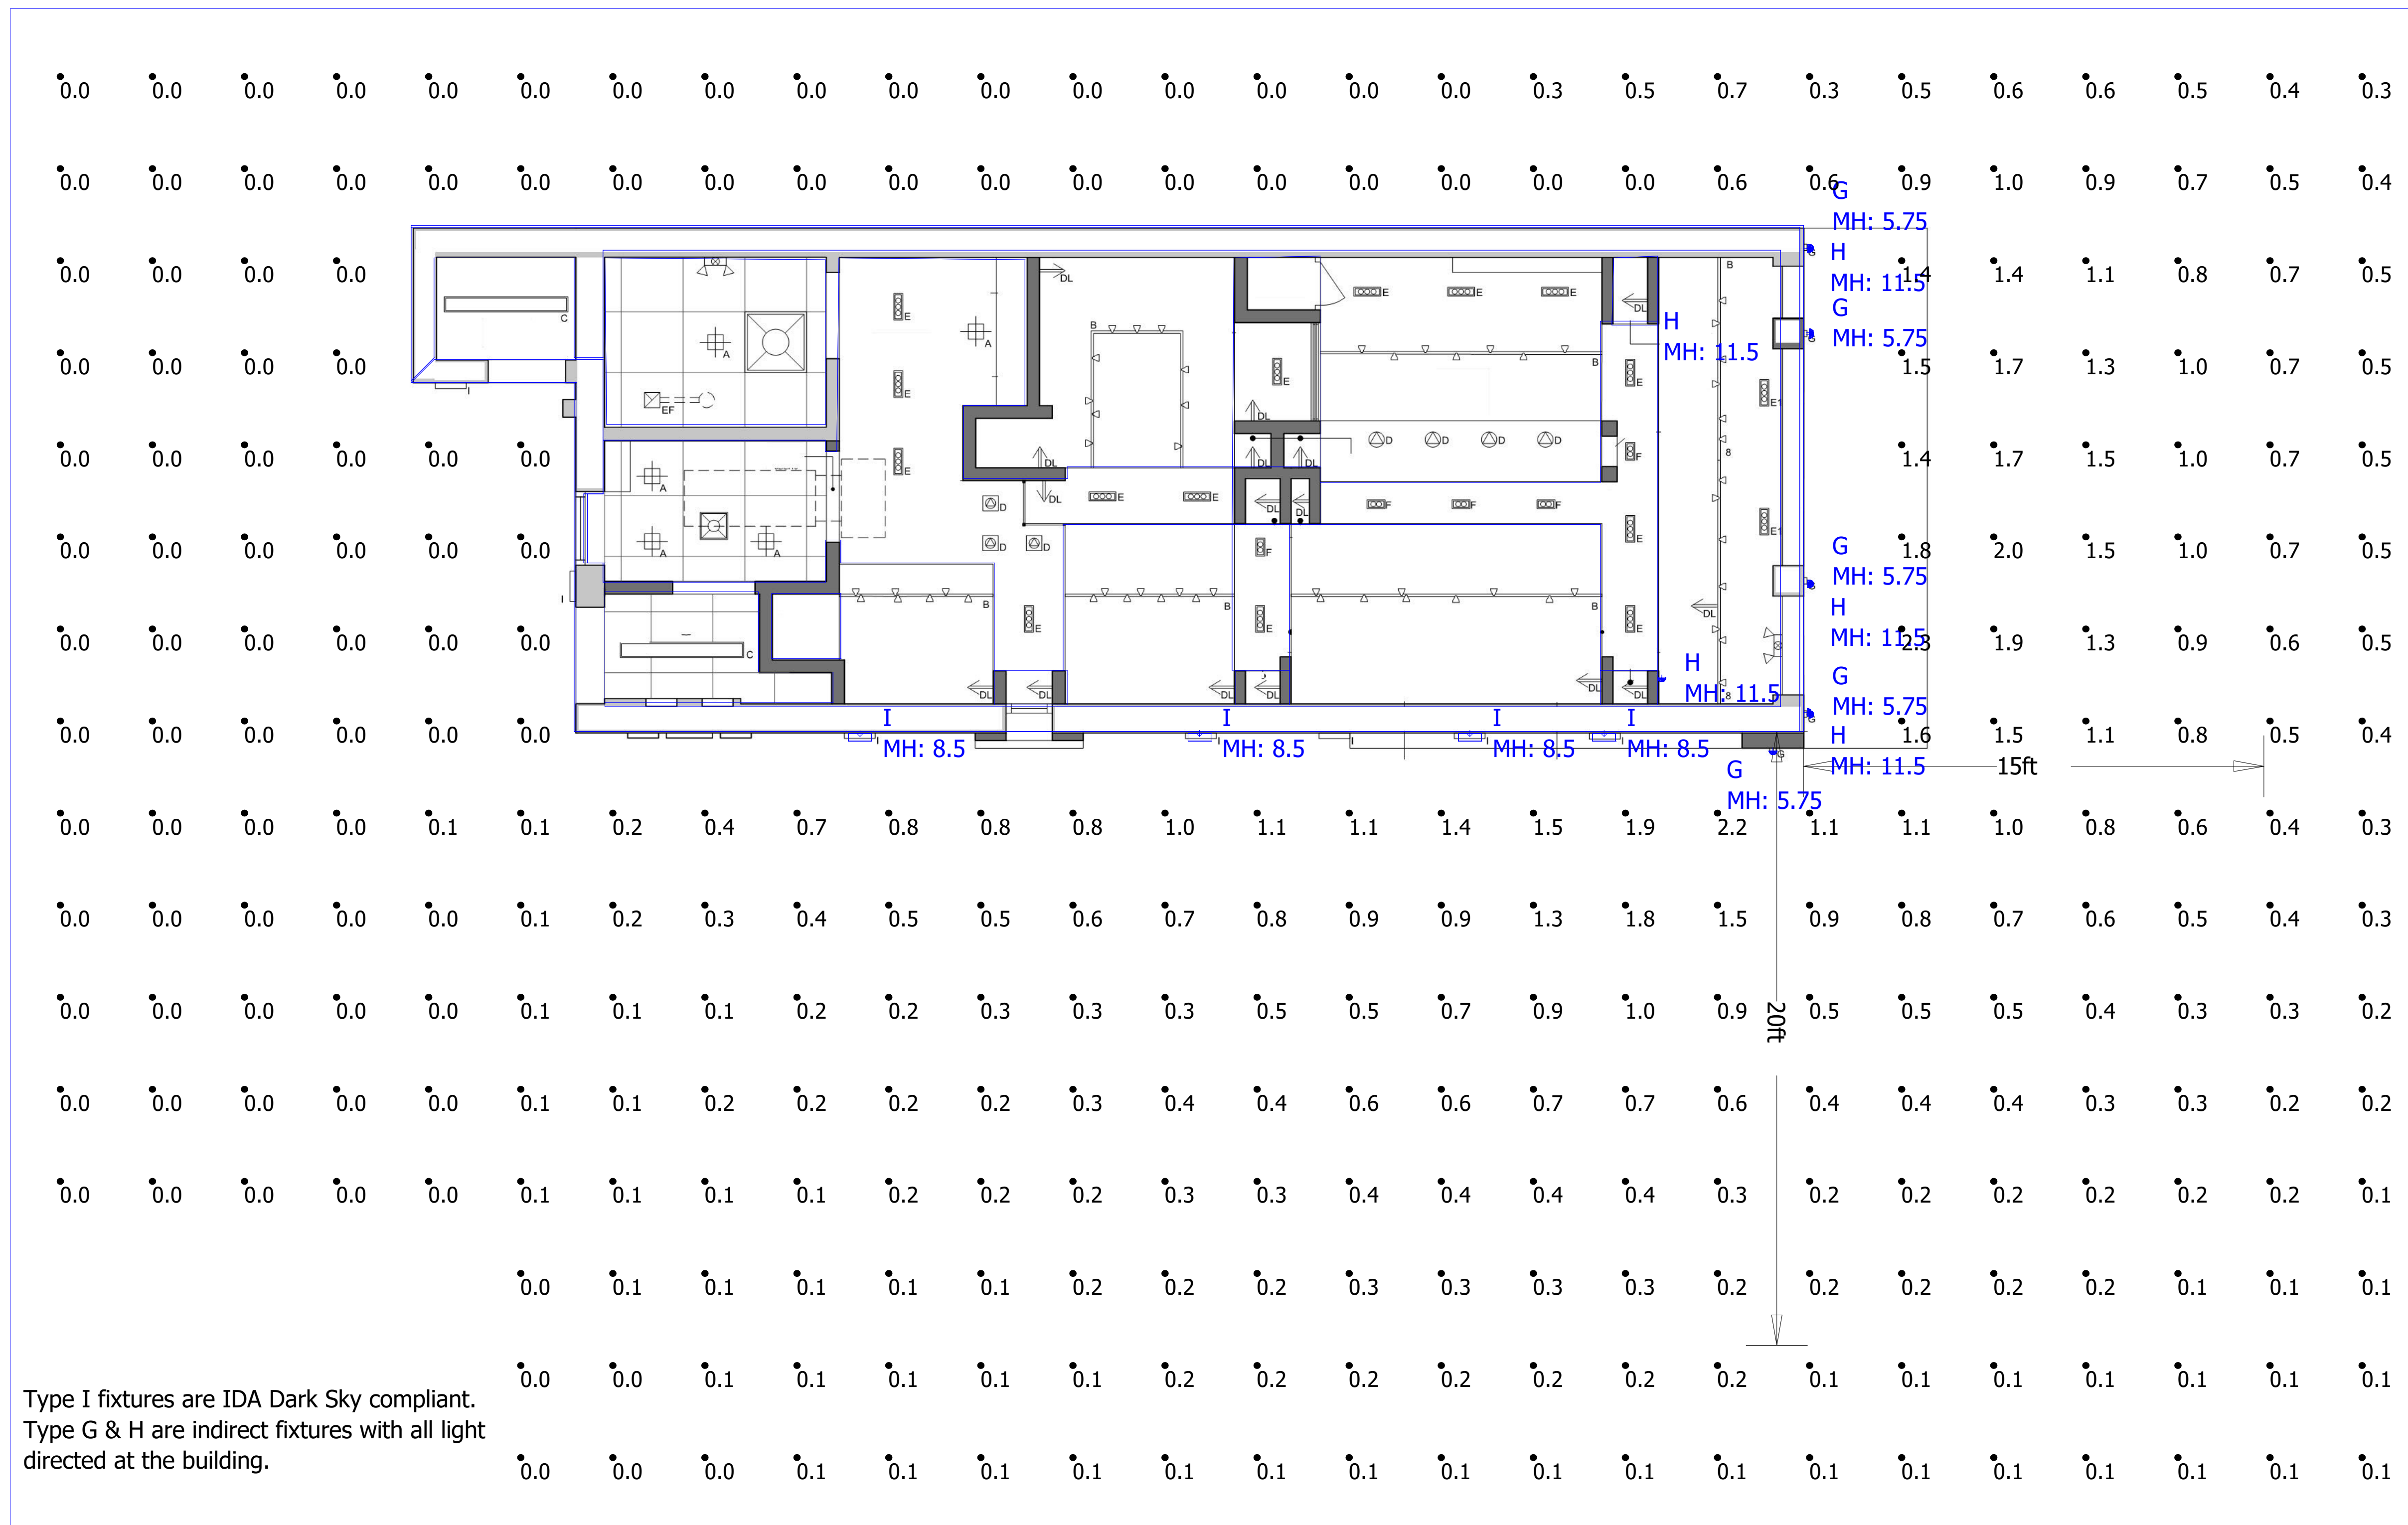 0.0 0.0 0.0 0.0 0.0 0.0 0.0 0.0 0.0 0.0 0.0 0.0 0.0 0.0 0.0 0.0 0.3 0.5 0.7 0.3 0.5 0.6 0.6 0.5 0.4 0.3
0.0 0.0 0.0 0.0 0.0 0.0 0.0 0.0 0.0 0.0 0.0 0.0 0.0 0.0 0.0 0.0 0.0 0.0 0.6 0.6 0.9 1.0 0.9 0.7 0.5 0.4
G
MH: 5.75
H
B
G
DL
0.0 0.0 0.0 0.0 1.4 1.4 1.1 0.8 0.7 0.5
MH: 11.5
E E E
DL
G
C
E
H
B
A
A
MH: 5.75
G
MH: 11.5
0.0 0.0 0.0 0.0 1.5 1.7 1.3 1.0 0.7 0.5
B
E
E
I
E
E1
EF
DL
D D D D
8
0.0 0.0 0.0 0.0 0.0 0.0 1.4 1.7 1.5 1.0 0.7 0.5
DL
DL DL
F
E
A
DL
E E
D
DL
DL
F F F
E1
E
G
A A
D D
F
0.0 0.0 0.0 0.0 0.0 0.0 1.8 2.0 1.5 1.0 0.7 0.5
MH: 5.75
G
I
B B B
H
DL
E E E
0.0 0.0 0.0 0.0 0.0 0.0 2.3 1.9 1.3 0.9 0.6 0.5
MH: 11.5
C
H
G
DL DL DL DL DL DL
MH: 11.5
8
MH: 5.75
G
I I I I
0.0 0.0 0.0 0.0 0.0 0.0 1.6 1.5 1.1 0.8 0.5 0.4
H
I I I I I
MH: 8.5 MH: 8.5 MH: 8.5 MH: 8.5
G
G
MH: 11.5
15ft
MH: 5.75
0.0 0.0 0.0 0.0 0.1 0.1 0.2 0.4 0.7 0.8 0.8 0.8 1.0 1.1 1.1 1.4 1.5 1.9 2.2 1.1 1.1 1.0 0.8 0.6 0.4 0.3
0.0 0.0 0.0 0.0 0.0 0.1 0.2 0.3 0.4 0.5 0.5 0.6 0.7 0.8 0.9 0.9 1.3 1.8 1.5 0.9 0.8 0.7 0.6 0.5 0.4 0.3
0.0 0.0 0.0 0.0 0.0 0.1 0.1 0.1 0.2 0.2 0.3 0.3 0.3 0.5 0.5 0.7 0.9 1.0 0.9 0.5 0.5 0.5 0.4 0.3 0.3 0.2
20ft
0.0 0.0 0.0 0.0 0.0 0.1 0.1 0.2 0.2 0.2 0.2 0.3 0.4 0.4 0.6 0.6 0.7 0.7 0.6 0.4 0.4 0.4 0.3 0.3 0.2 0.2
0.0 0.0 0.0 0.0 0.0 0.1 0.1 0.1 0.1 0.2 0.2 0.2 0.3 0.3 0.4 0.4 0.4 0.4 0.3 0.2 0.2 0.2 0.2 0.2 0.2 0.1
0.0 0.1 0.1 0.1 0.1 0.1 0.2 0.2 0.2 0.3 0.3 0.3 0.3 0.2 0.2 0.2 0.2 0.2 0.1 0.1 0.1
0.0 0.0 0.1 0.1 0.1 0.1 0.1 0.2 0.2 0.2 0.2 0.2 0.2 0.2 0.1 0.1 0.1 0.1 0.1 0.1 0.1
Type I fixtures are IDA Dark Sky compliant.
Type G & H are indirect fixtures with all light
directed at the building.
0.0 0.0 0.0 0.1 0.1 0.1 0.1 0.1 0.1 0.1 0.1 0.1 0.1 0.1 0.1 0.1 0.1 0.1 0.1 0.1 0.1